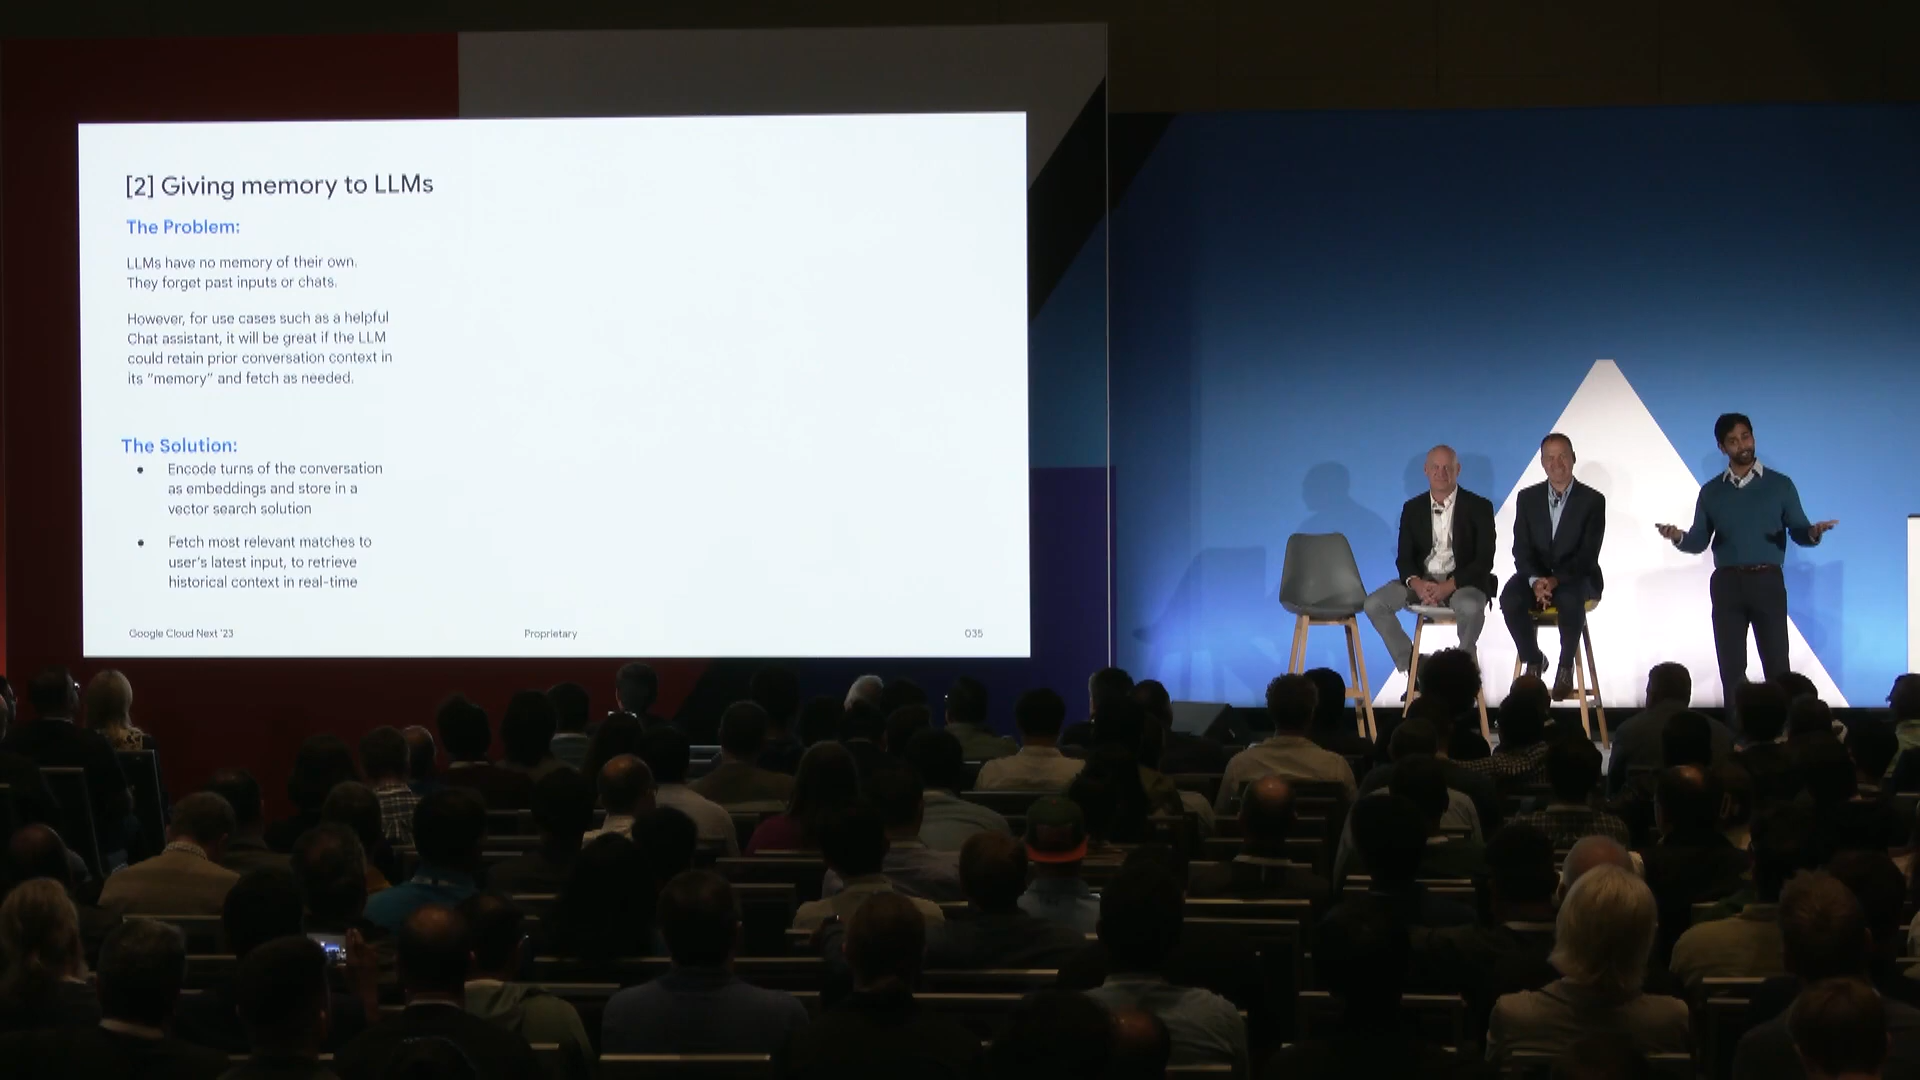 [2] Giving memory to LLMs
The Problem:
LLMs have no memory of their own.
They forget past inputs or chats.
However, for use cases such as a helpful
Chat assistant, it will be great if the LLM
could retain prior conversation context in
its "memory" and fetch as needed.
The Solution:
● Encode turns of the conversation
as embeddings and store in a
vector search solution
● Fetch most relevant matches to
user's latest input, to retrieve
historical context in real-time
Google Cloud Next '23 Proprietary 035